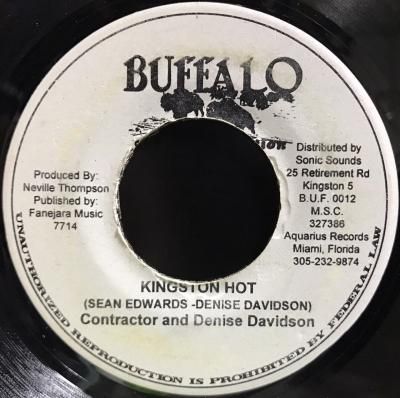 BUFFALO
Produced By:
Neville Thompson
Published by:
Fanejara Music
7714
Distributed by
Sonic Sounds
25 Retirement Rd
Kingston 5
B.U.F. 0012
M.S.C.
327386
Aquarius Records
Miami, Florida
305-232-9874
KINGSTON HOT
(SEAN EDWARDS -DENISE DAVIDSON)
Contractor and Denise Davidson
UNAUTHORIZED REPRODUCTION IS PROHIBITED BY FEDERAL LAW